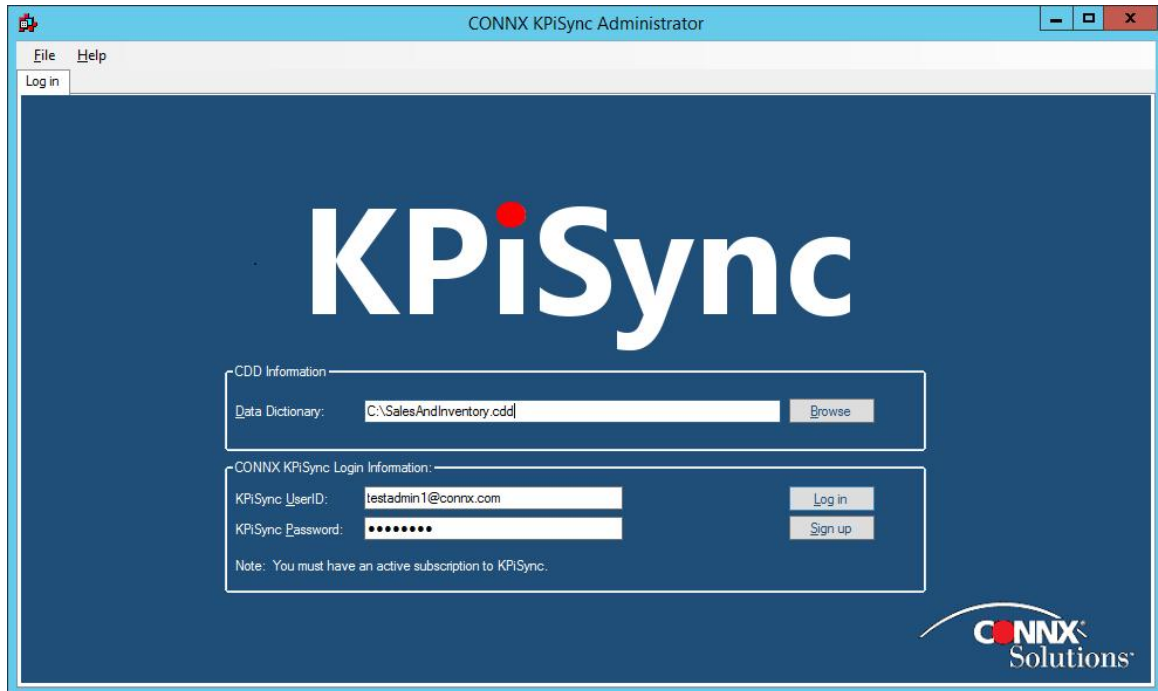 CONNX KPiSync Administrator
File Help
Log in
KPiSync
CDD Information
Data Dictionary: C:\SalesAndInventory.cdd Browse
CONNX KPiSync Login Information:
KPiSync UserID: testadmin1@connx.com Log in
KPiSync Password: ●●●●●●●● Sign up
Note: You must have an active subscription to KPiSync.
CONNX
Solutions